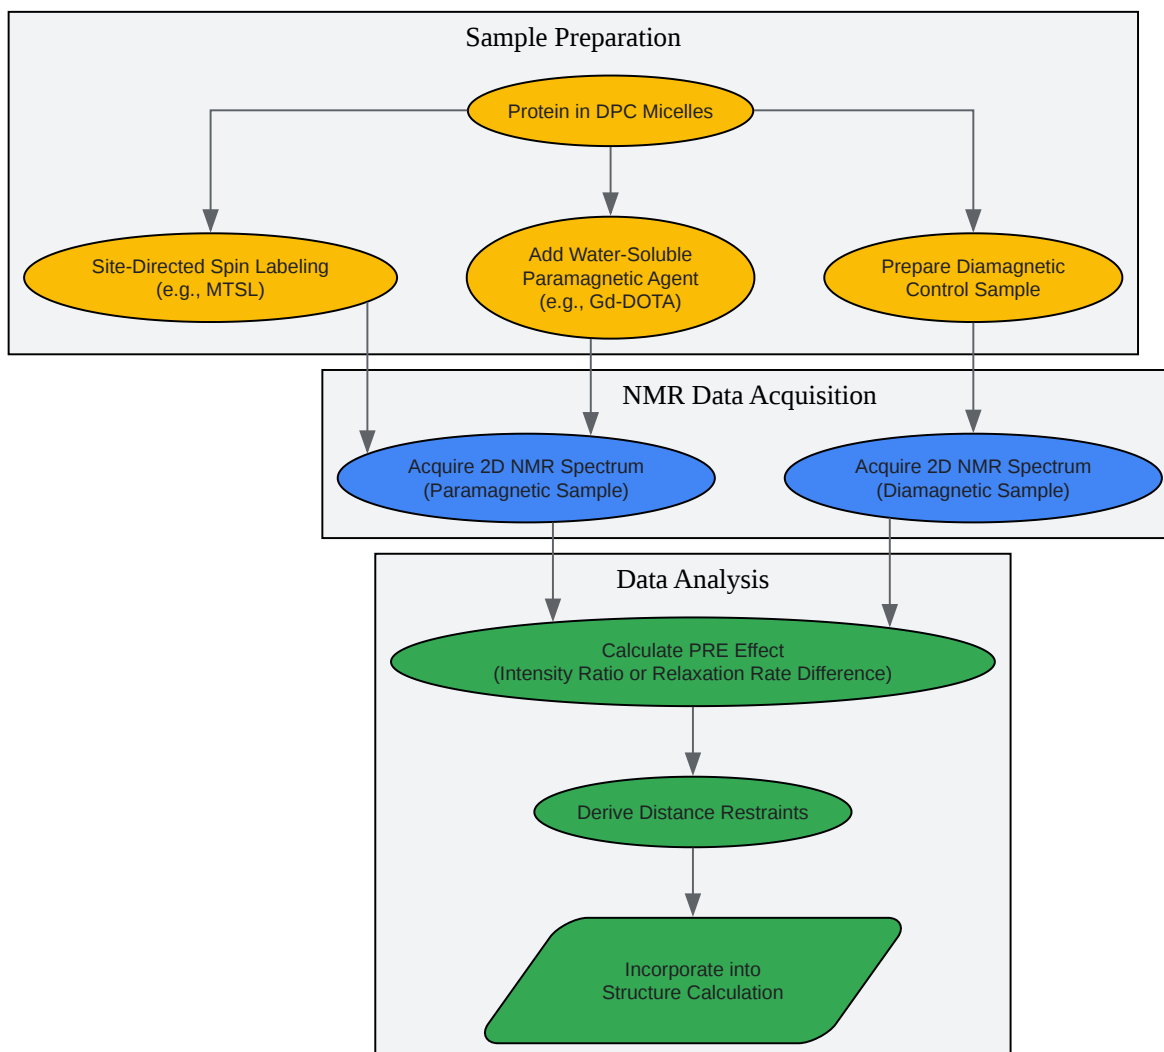 Sample Preparation
Protein in DPC Micelles
Site-Directed Spin Labeling
(e.g., MTSL)
Add Water-Soluble
Paramagnetic Agent
(e.g., Gd-DOTA)
Prepare Diamagnetic
Control Sample
NMR Data Acquisition
Acquire 2D NMR Spectrum
(Paramagnetic Sample)
Acquire 2D NMR Spectrum
(Diamagnetic Sample)
Data Analysis
Calculate PRE Effect
(Intensity Ratio or Relaxation Rate Difference)
Derive Distance Restraints
Incorporate into
Structure Calculation